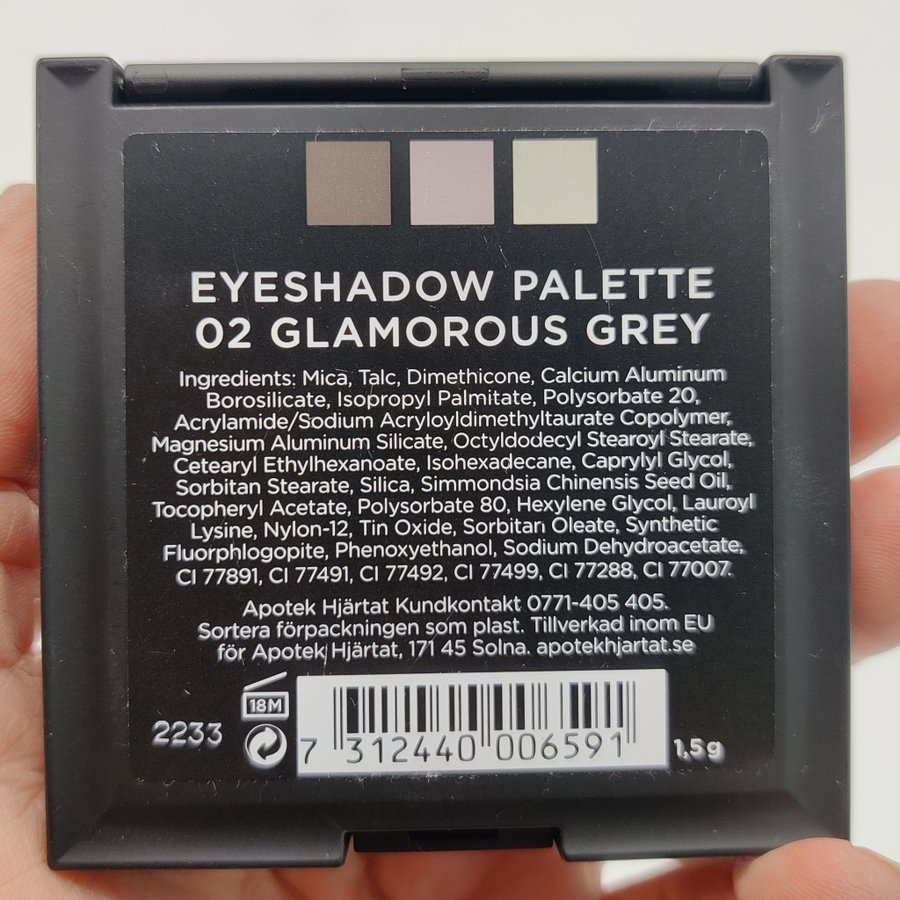 EYESHADOW PALETTE
02 GLAMOROUS GREY
Ingredients: Mica, Talc, Dimethicone, Calcium Aluminum
Borosilicate, Isopropyl Palmitate, Polysorbate 20,
Acrylamide/Sodium Acryloyldimethyltaurate Copolymer,
Magnesium Aluminum Silicate, Octyldodecyl Stearoyl Stearate,
Cetearyl Ethylhexanoate, Isohexadecane, Caprylyl Glycol,
Sorbitan Stearate, Silica, Simmondsia Chinensis Seed Oil,
Tocopheryl Acetate, Polysorbate 80, Hexylene Glycol, Lauroyl
Lysine, Nylon-12, Tin Oxide, Sorbitan Oleate, Synthetic
Fluorphlogopite, Phenoxyethanol, Sodium Dehydroacetate,
CI 77891, CI 77491, CI 77492, CI 77499, CI 77288, CI 77007.
Apotek Hjärtat Kundkontakt 0771-405 405.
Sortera förpackningen som plast. Tillverkad inom EU
för Apotek Hjärtat, 171 45 Solna. apotekhjartat.se
18M
2233
7 312440 006591
1,5 g